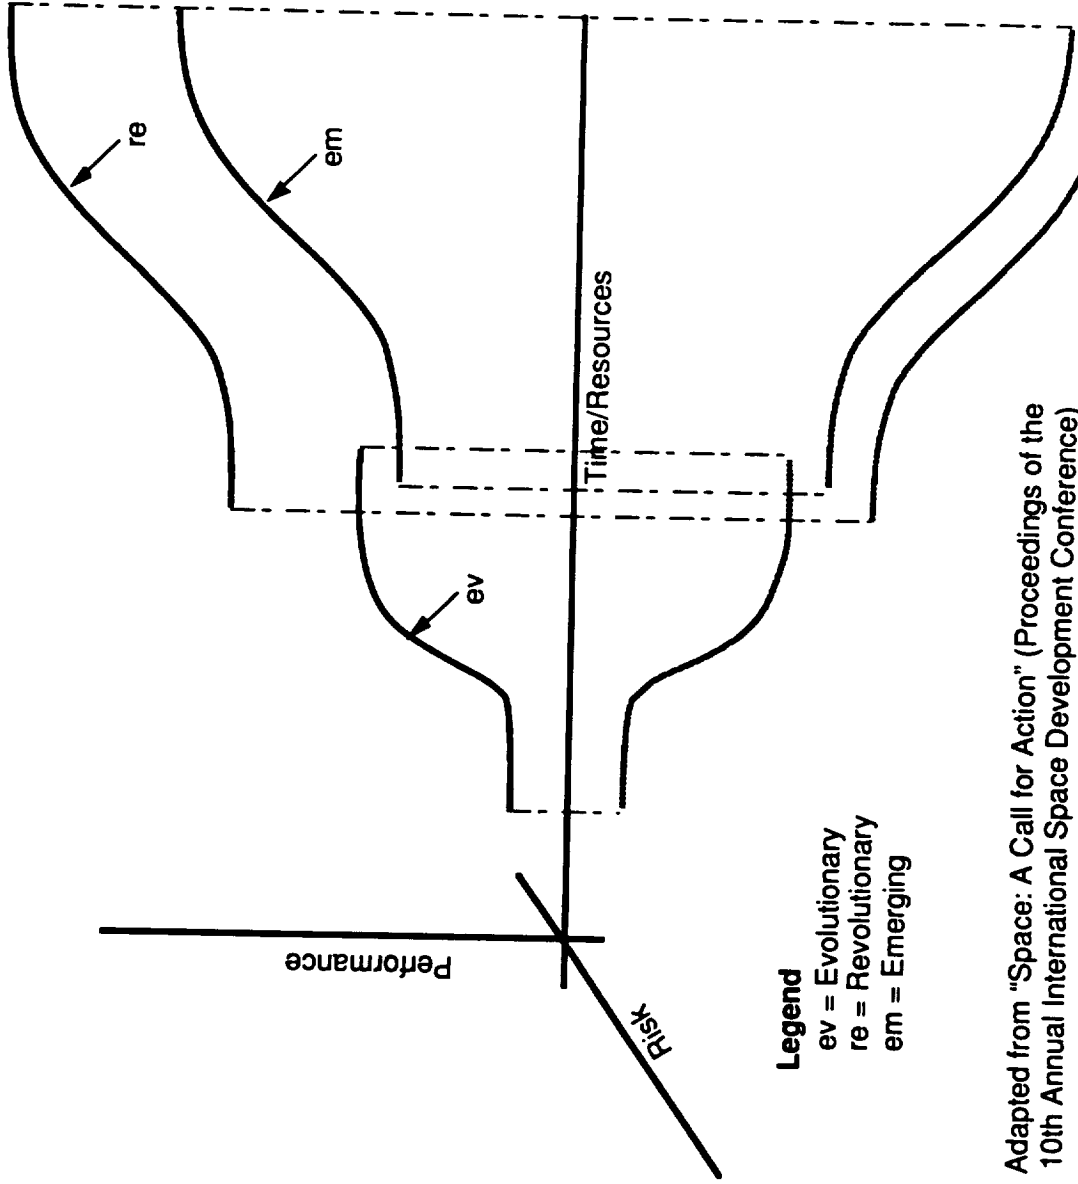 re
em
ev
Time/Resources
Performance
Risk
Legend
ev = Evolutionary
re = Revolutionary
em = Emerging
Adapted from "Space: A Call for Action" (Proceedings of the
10th Annual International Space Development Conference)